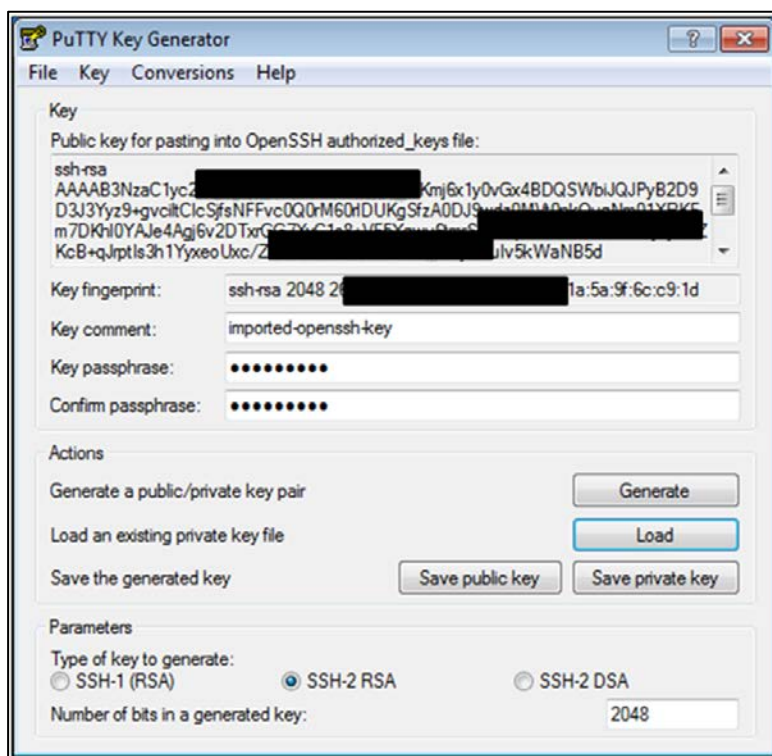 PuTTY Key Generator
File Key Conversions Help
Key
Public key for pasting into OpenSSH authorized_keys file:
ssh-rsa
AAAAB3NzaC1yc2 Kmj6x1y0vGx4BDQSWbiJQJPyB2D9
KcB+qJrptIs3h1YyxeoUxc/Z ulv5kWaNB5d
Key fingerprint: ssh-rsa 2048 26 1a:5a:9f:6c:c9:1d
Key comment: imported-openssh-key
Key passphrase: ●●●●●●●●●
Confirm passphrase: ●●●●●●●●●
Actions
Generate a public/private key pair Generate
Load an existing private key file Load
Save the generated key Save public key Save private key
Parameters
Type of key to generate:
SSH-1 (RSA) SSH-2 RSA SSH-2 DSA
Number of bits in a generated key: 2048